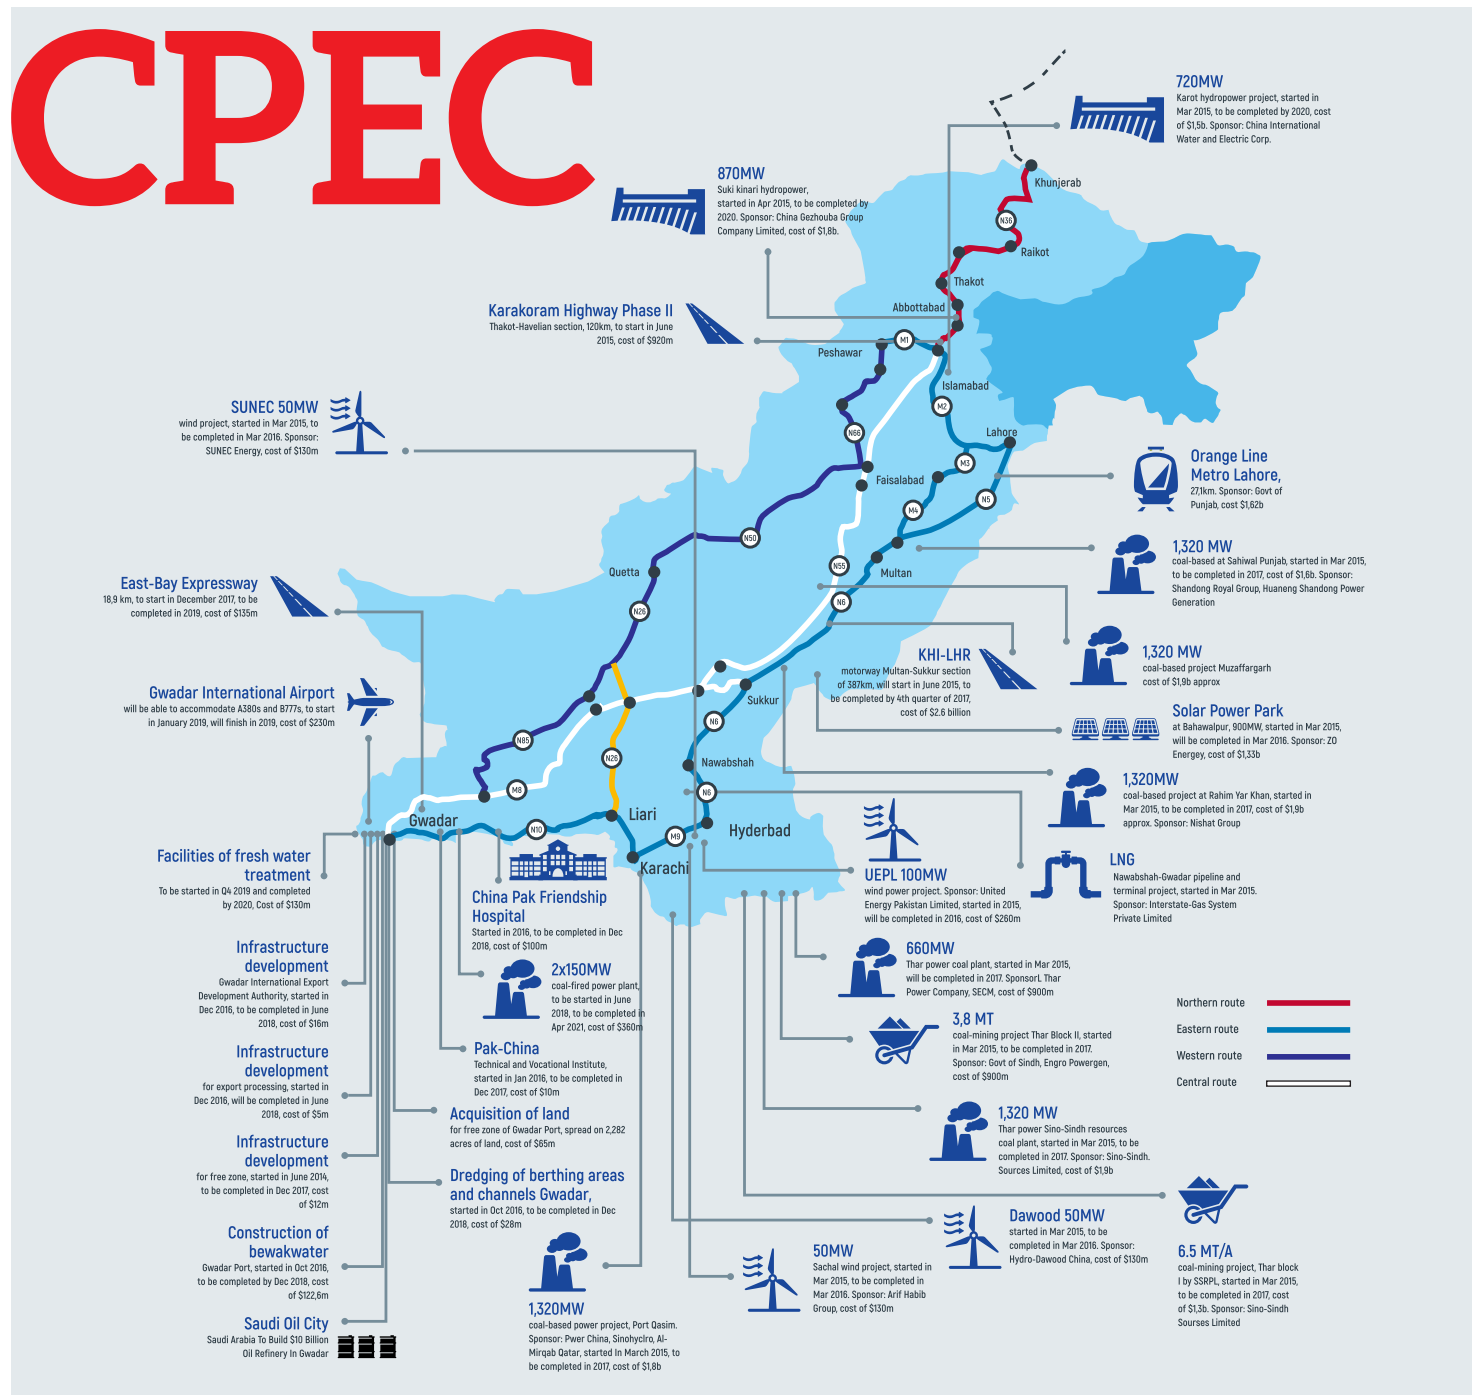 CPEC
720MW
Karot hydropower project, started in
Mar 2015, to be completed by 2020, cost
of $1,5b. Sponsor: China International
Water and Electric Corp.
870MW
Suki kinari hydropower,
started in Apr 2015, to be completed by
2020. Sponsor: China Gezhouba Group
Company Limited, cost of $1,8b.
Karakoram Highway Phase II
Thakot-Havelian section, 120km, to start in June
2015, cost of $920m
SUNEC 50MW
wind project, started in Mar 2015, to
be completed in Mar 2016. Sponsor:
SUNEC Energy, cost of $130m
East-Bay Expressway
18,9 km, to start in December 2017, to be
completed in 2019, cost of $135m
Gwadar International Airport
will be able to accommodate A380s and B777s, to start
in January 2019, will finish in 2019, cost of $230m
Khunjerab
N36
Raikot
Thakot
Abbottabad
M1
Peshawar
Islamabad
M2
Lahore
N66
M3
Faisalabad
N5
M4
N50
N55
Multan
Quetta
N26
N6
Sukkur
N6
N85
N26
Nawabshah
M8
N6
Gwadar
Liari
N10
M9
Hyderbad
Karachi
Orange Line
Metro Lahore,
27,1km. Sponsor: Govt of
Punjab, cost $1,62b
1,320 MW
coal-based at Sahiwal Punjab, started in Mar 2015,
to be completed in 2017, cost of $1,6b. Sponsor:
Shandong Royal Group, Huaneng Shandong Power
Generation
1,320 MW
coal-based project Muzaffargarh
cost of $1,9b approx
KHI-LHR
motorway Multan-Sukkur section
of 387km, will start in June 2015, to
be completed by 4th quarter of 2017,
cost of $2.6 billion
Solar Power Park
at Bahawalpur, 900MW, started in Mar 2015,
will be completed in Mar 2016. Sponsor: ZO
Energey, cost of $1,33b
1,320MW
coal-based project at Rahim Yar Khan, started in
Mar 2015, to be completed in 2017, cost of $1,9b
approx. Sponsor: Nishat Group
LNG
Nawabshah-Gwadar pipeline and
terminal project, started in Mar 2015.
Sponsor: Interstate-Gas System
Private Limited
UEPL 100MW
wind power project. Sponsor: United
Energy Pakistan Limited, started in 2015,
will be completed in 2016, cost of $260m
Facilities of fresh water
treatment
To be started in Q4 2019 and completed
by 2020, Cost of $130m
China Pak Friendship
Hospital
Started in 2016, to be completed in Dec
2018, cost of $100m
Infrastructure
development
Gwadar International Export
Development Authority, started in
Dec 2016, to be completed in June
2018, cost of $16m
2x150MW
coal-fired power plant,
to be started in June
2018, to be completed in
Apr 2021, cost of $360m
660MW
Thar power coal plant, started in Mar 2015,
will be completed in 2017. SponsorL Thar
Power Company, SECM, cost of $900m
3,8 MT
coal-mining project Thar Block II, started
in Mar 2015, to be completed in 2017.
Sponsor: Govt of Sindh, Engro Powergen,
cost of $900m
Northern route
Eastern route
Western route
Central route
Infrastructure
development
for export processing, started in
Dec 2016, will be completed in June
2018, cost of $5m
Pak-China
Technical and Vocational Institute,
started in Jan 2016, to be completed in
Dec 2017, cost of $10m
Acquisition of land
for free zone of Gwadar Port, spread on 2,282
acres of land, cost of $65m
1,320 MW
Thar power Sino-Sindh resources
coal plant, started in Mar 2015, to be
completed in 2017. Sponsor: Sino-Sindh.
Sources Limited, cost of $1,9b
Infrastructure
development
for free zone, started in June 2014,
to be completed in Dec 2017, cost
of $12m
Dredging of berthing areas
and channels Gwadar,
started in Oct 2016, to be completed in Dec
2018, cost of $28m
Construction of
bewakwater
Gwadar Port, started in Oct 2016,
to be completed by Dec 2018, cost
of $122,6m
Dawood 50MW
started in Mar 2015, to be
completed in Mar 2016. Sponsor:
Hydro-Dawood China, cost of $130m
6.5 MT/A
coal-mining project, Thar block
I by SSRPL, started in Mar 2015,
to be completed in 2017, cost
of $1,3b. Sponsor: Sino-Sindh
Sourses Limited
50MW
Sachal wind project, started in
Mar 2015, to be completed in
Mar 2016. Sponsor: Arif Habib
Group, cost of $130m
Saudi Oil City
Saudi Arabia To Build $10 Billion
Oil Refinery In Gwadar
1,320MW
coal-based power project, Port Qasim.
Sponsor: Pwer China, Sinohyclro, Al-
Mirqab Qatar, started In March 2015, to
be completed in 2017, cost of $1,8b